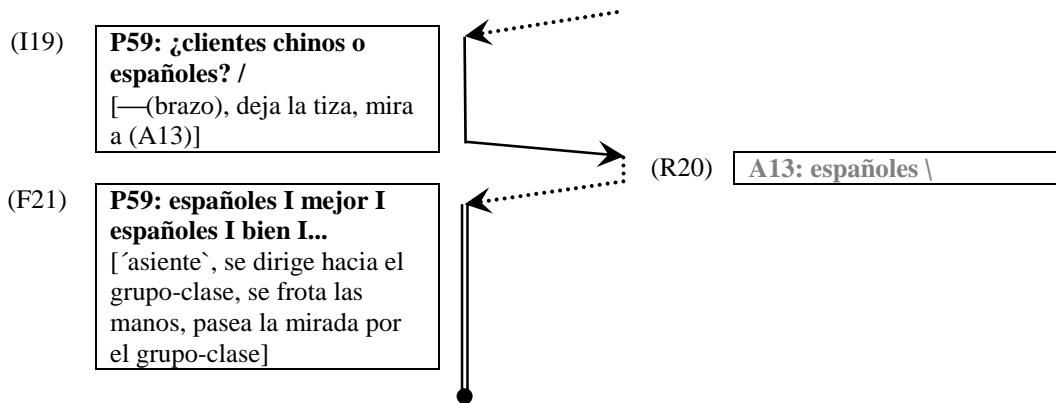 (I19)
P59: ¿clientes chinos o
españoles? /
[—(brazo), deja la tiza, mira
a (A13)]
(R20)
A13: españoles \
(F21)
P59: españoles I mejor I
españoles I bien I...
[´asiente`, se dirige hacia el
grupo-clase, se frota las
manos, pasea la mirada por
el grupo-clase]